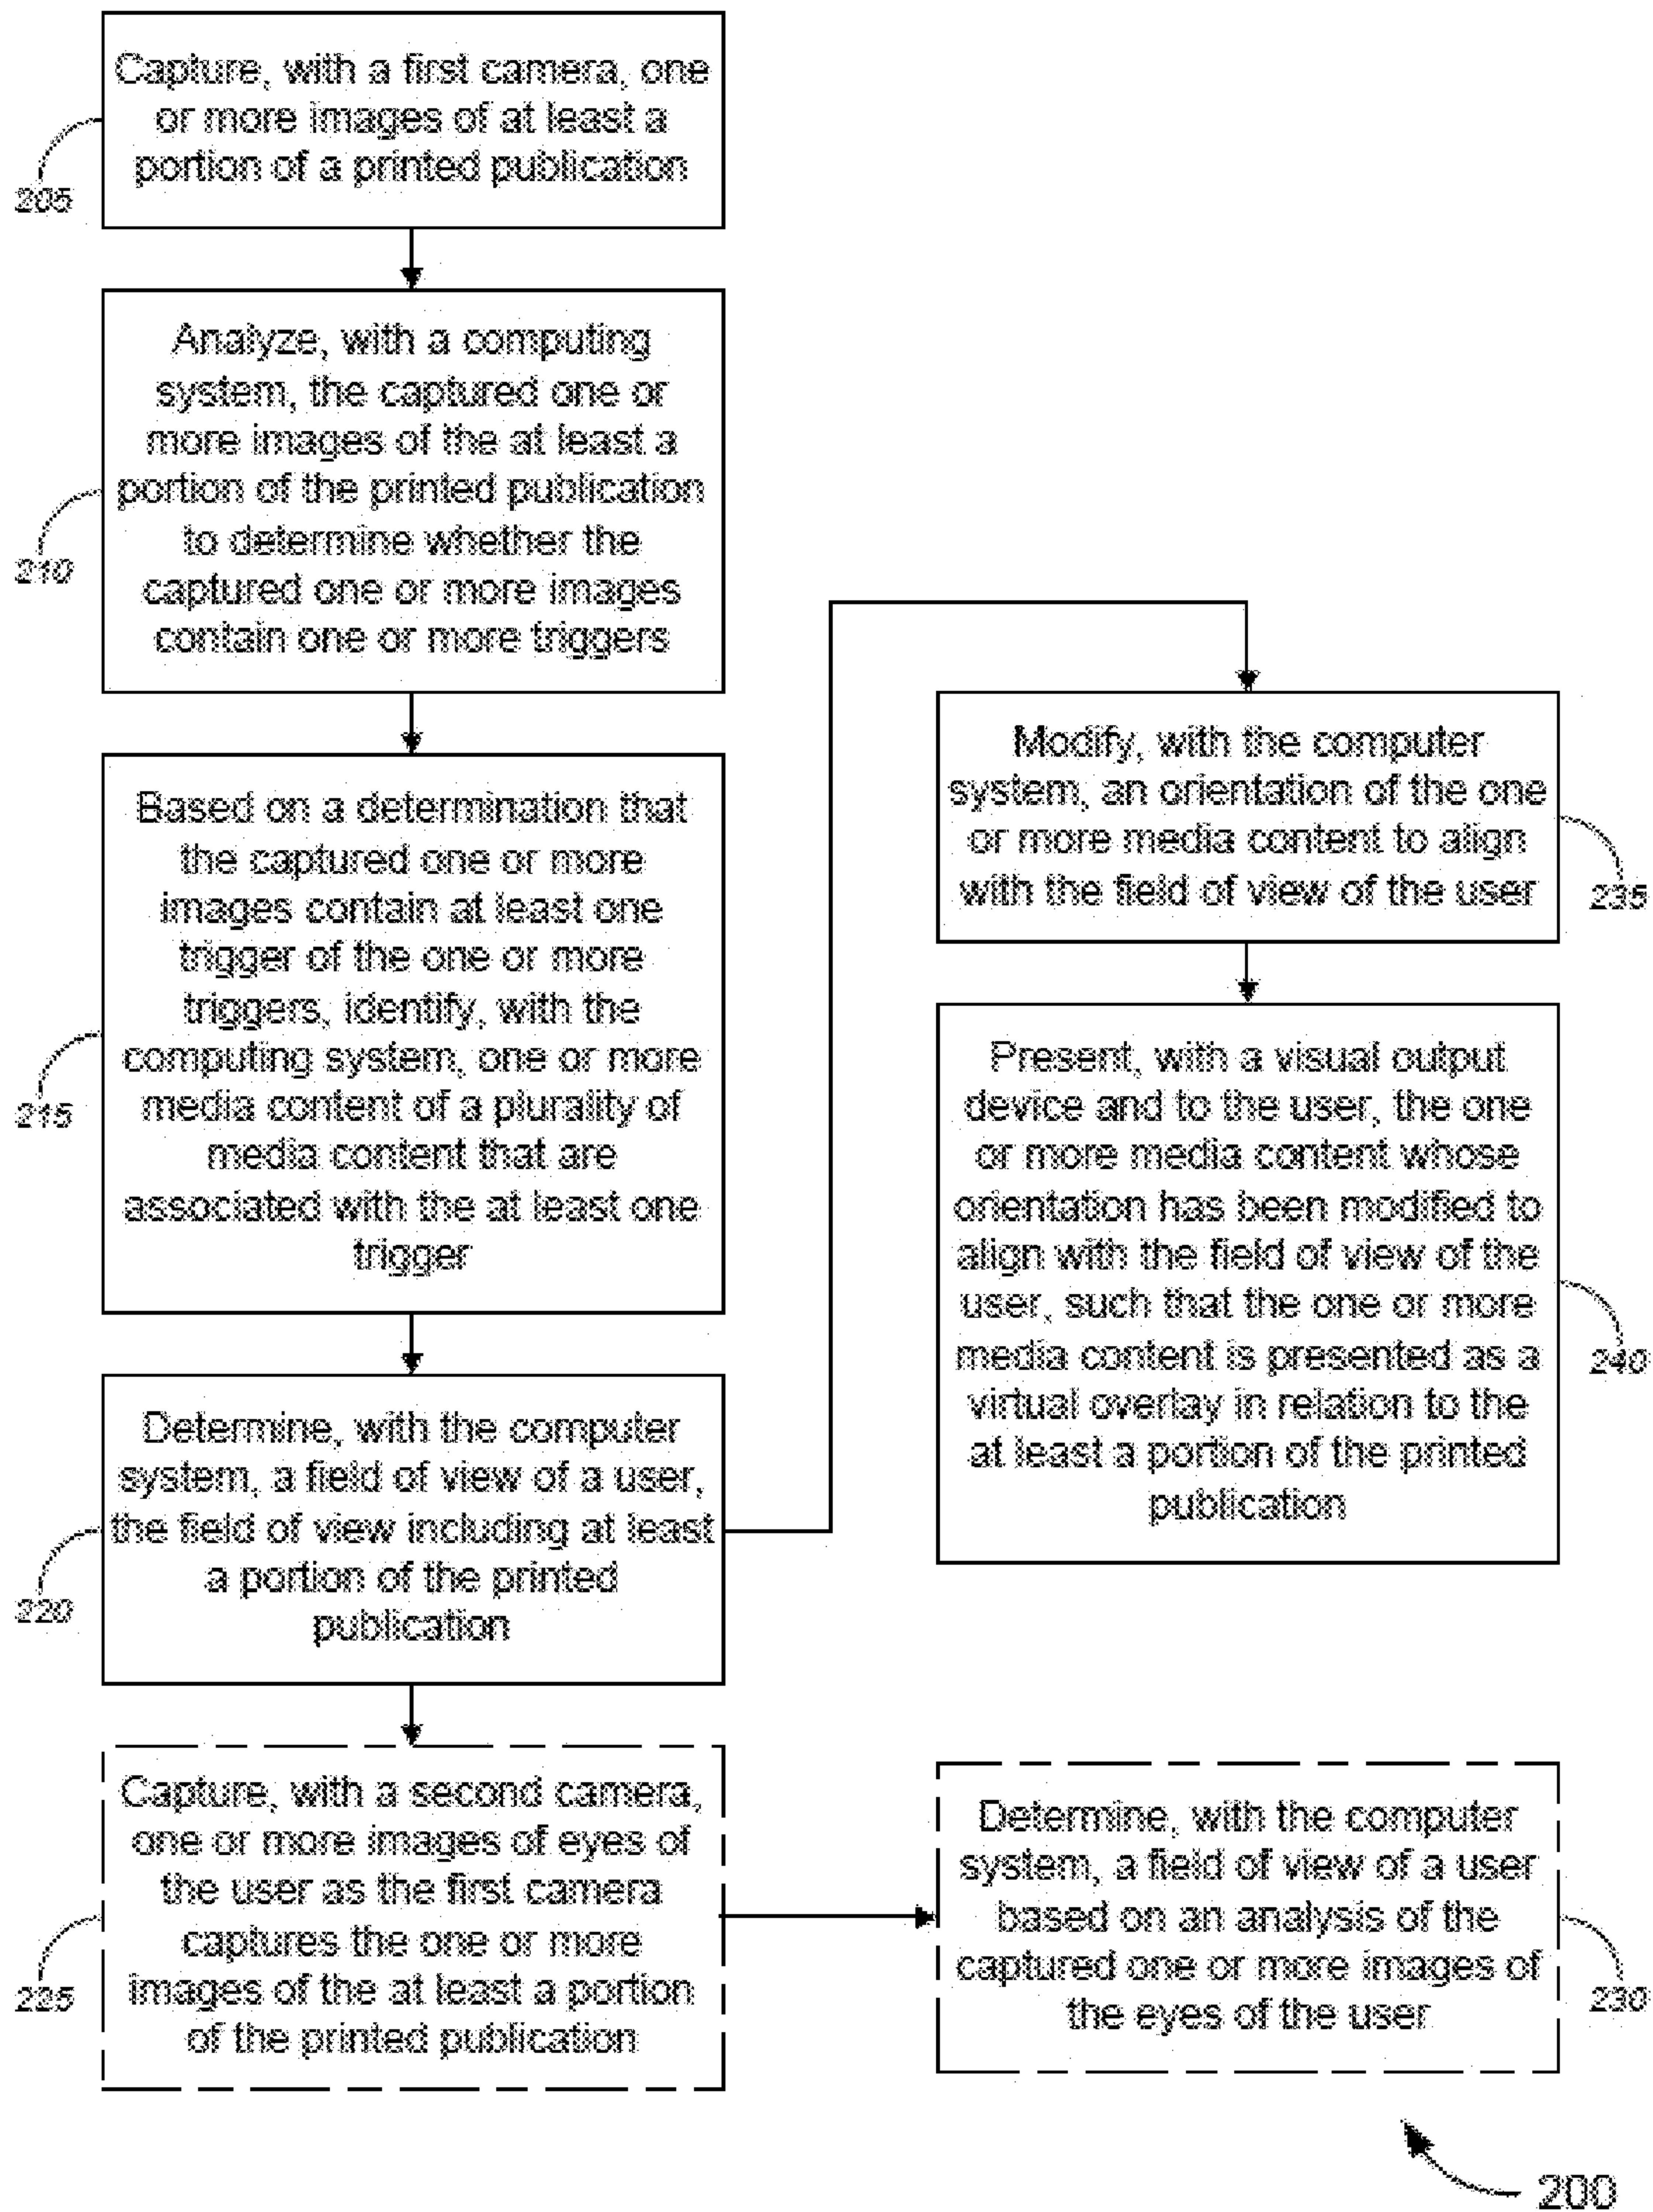 Capture, with a first camera, one
or more images of at least a
portion of a printed publication
205
Analyze, with a computing
system, the captured one or
more images of the at least a
portion of the printed publication
to determine whether the
captured one or more images
contain one or more triggers
210
Based on a determination that
the captured one or more
images contain at least one
trigger of the one or more
triggers, identify, with the
computing system, one or more
media content of a plurality of
media content that are
associated with the at least one
trigger
215
Determine, with the computer
system, a field of view of a user,
the field of view including at least
a portion of the printed
publication
220
Capture, with a second camera,
one or more images of eyes of
the user as the first camera
captures the one or more
images of the at least a portion
of the printed publication
225
Determine, with the computer
system, a field of view of a user
based on an analysis of the
captured one or more images of
the eyes of the user
230
Modify, with the computer
system, an orientation of the one
or more media content to align
with the field of view of the user
235
Present, with a visual output
device and to the user, the one
or more media content whose
orientation has been modified to
align with the field of view of the
user, such that the one or more
media content is presented as a
virtual overlay in relation to the
at least a portion of the printed
publication
240
200